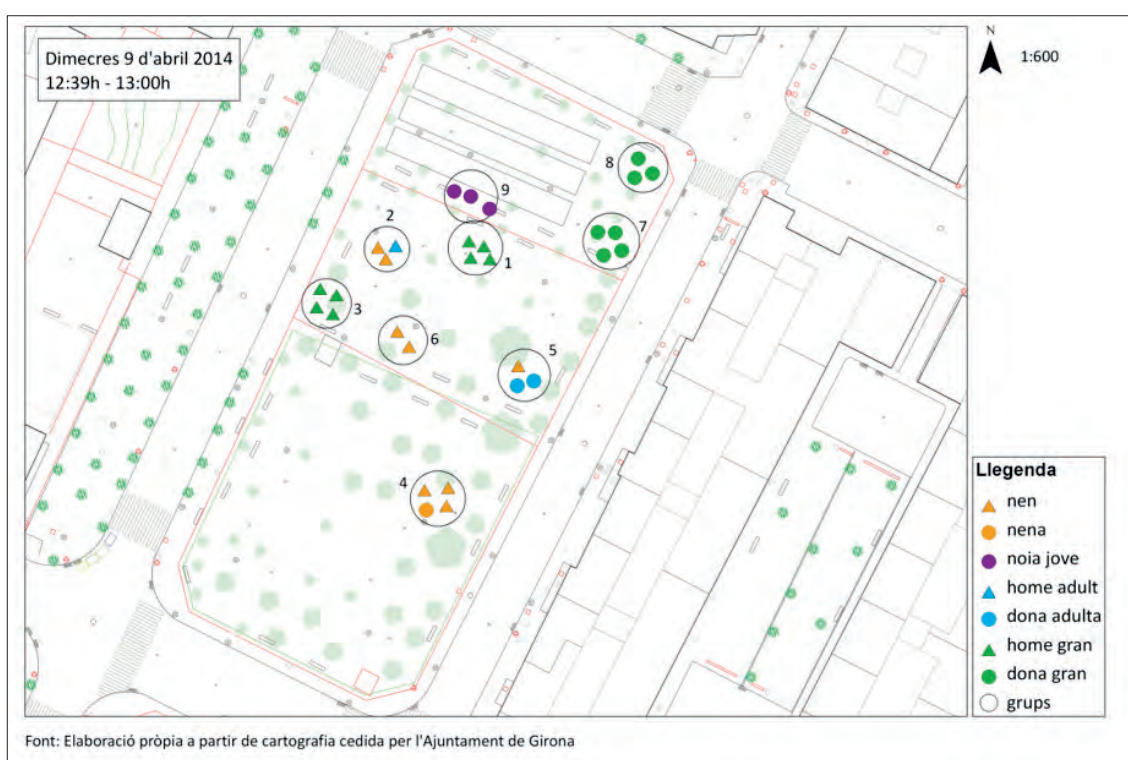 Dimecres 9 d'abril 2014
12:39h - 13:00h
N
1:600
8
9
7
2
1
3
6
5
4
Llegenda
nen
nena
noia jove
home adult
dona adulta
home gran
dona gran
grups
Font: Elaboració pròpia a partir de cartografia cedida per l'Ajuntament de Girona